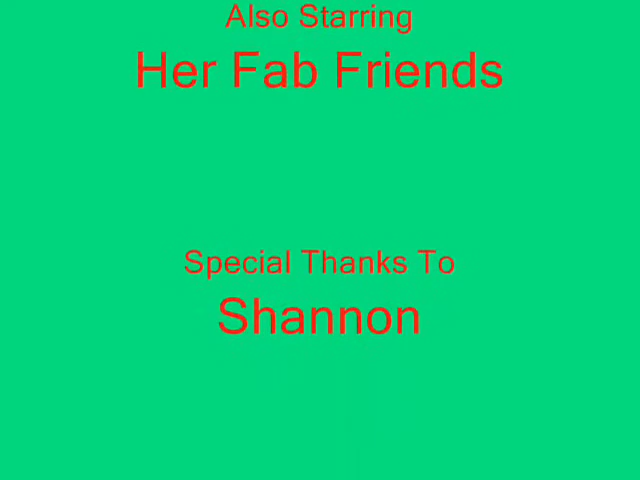 Also Starring
Her Fab Friends
Special Thanks To
Shannon